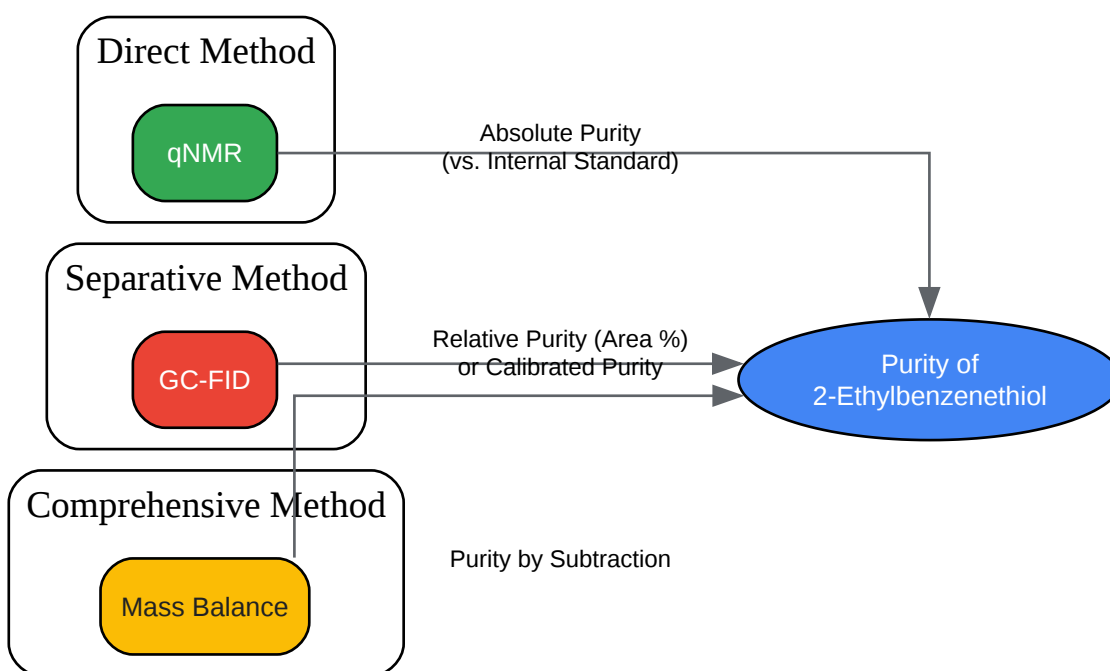 Direct Method
qNMR
Absolute Purity
(vs. Internal Standard)
Separative Method
GC-FID
Relative Purity (Area %)
or Calibrated Purity
Purity of
2-Ethylbenzenethiol
Comprehensive Method
Mass Balance
Purity by Subtraction